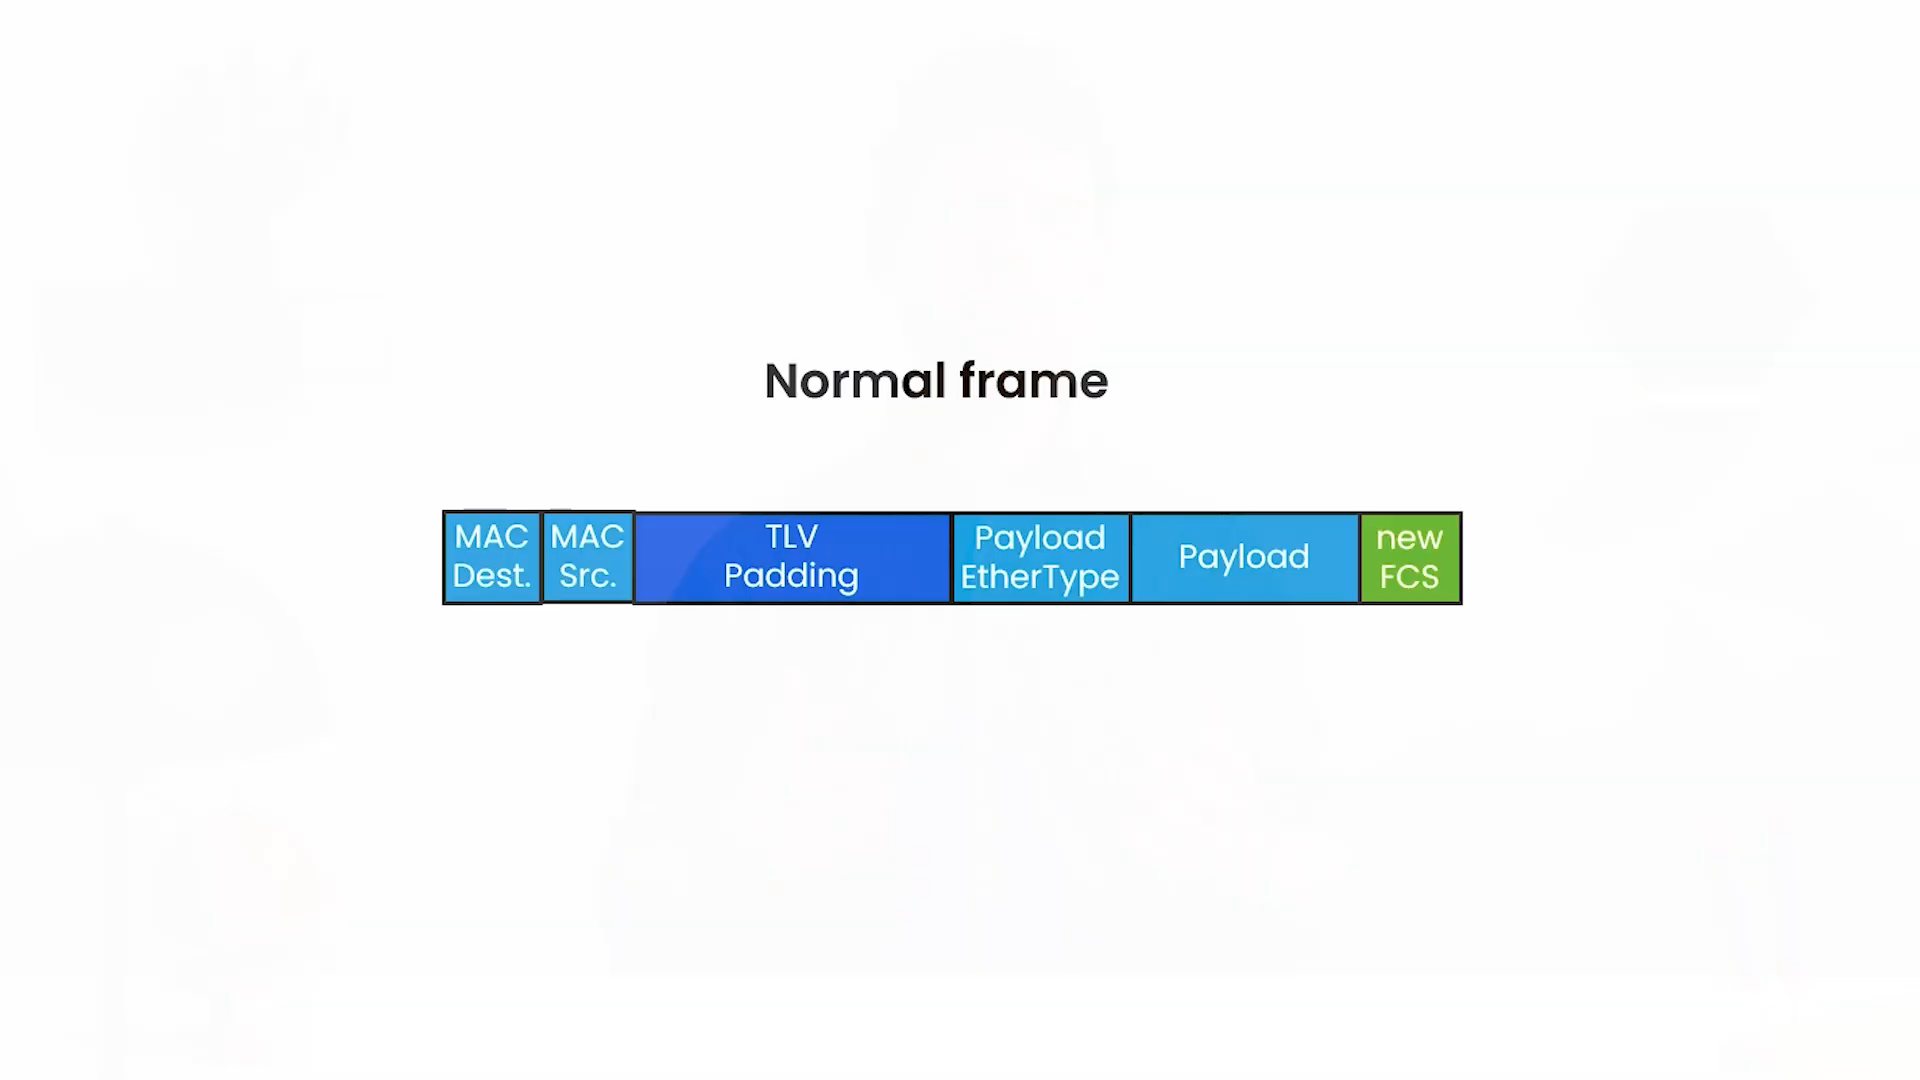 Normal frame
MAC
Dest.
MAC
Src.
TLV
Padding
Payload
EtherType
Payload
new
FCS